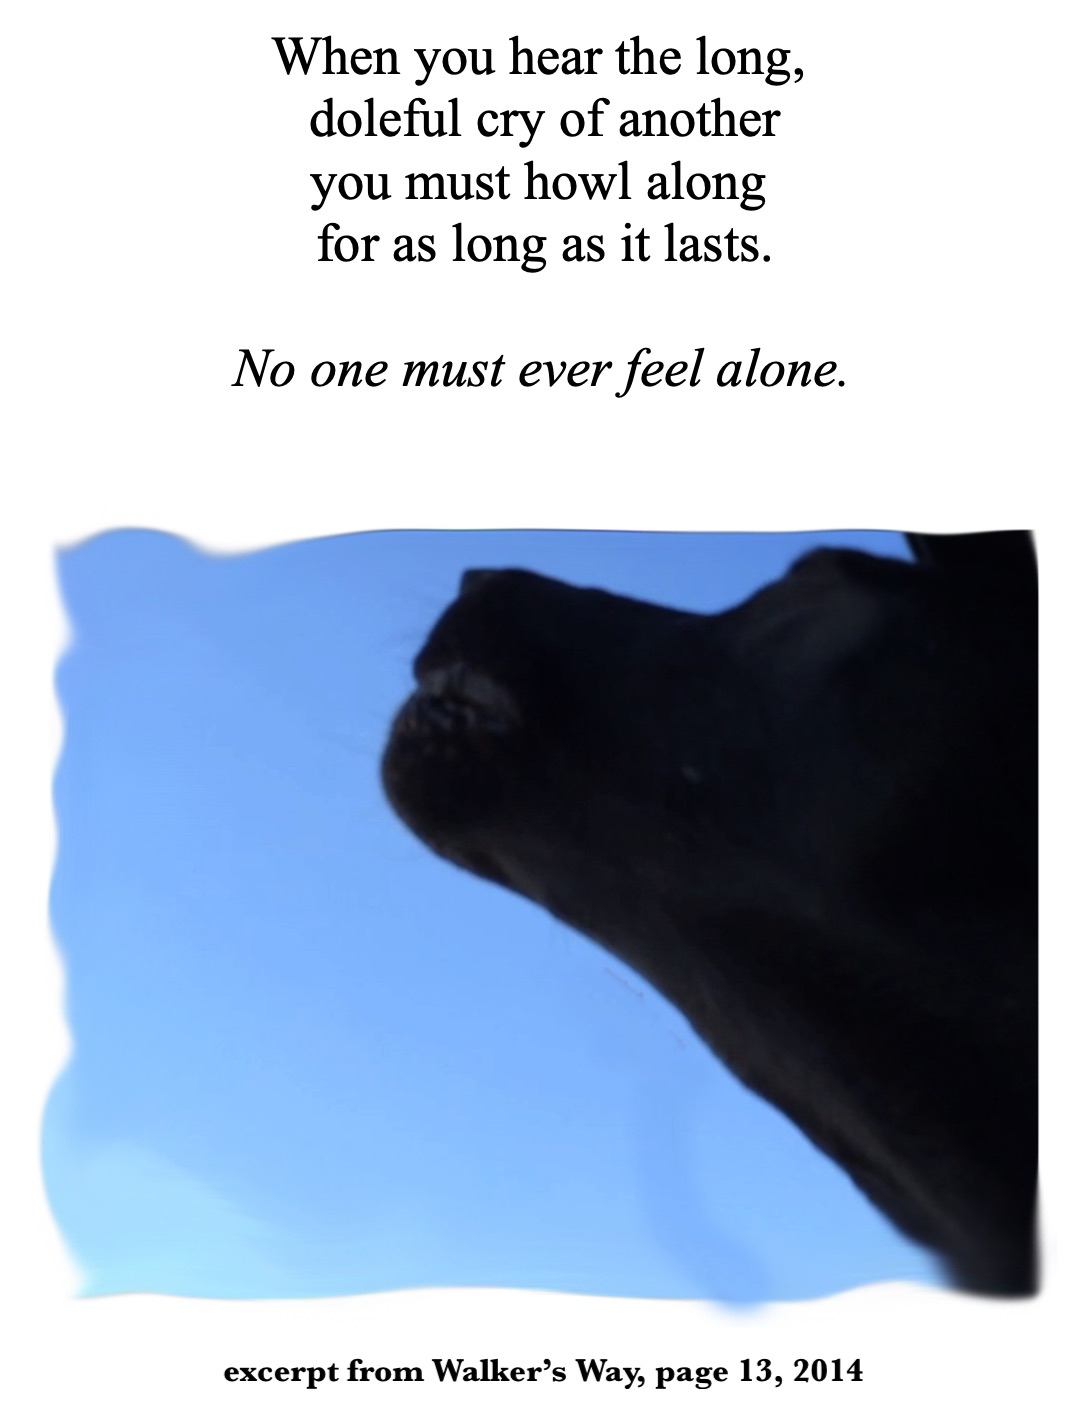 When you hear the long,
doleful cry of another
you must howl along
for as long as it lasts.
No one must ever feel alone.
excerpt from Walker’s Way, page 13, 2014